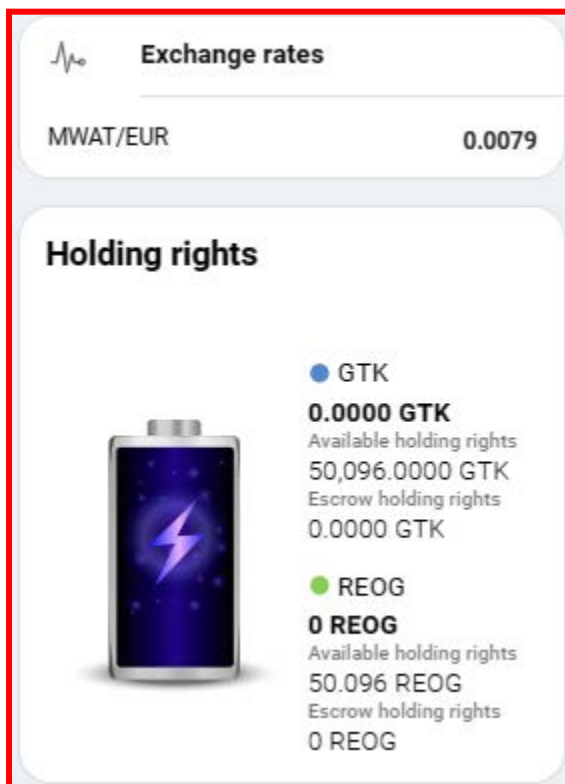 Exchange rates
MWAT/EUR 0.0079
Holding rights
GTK
0.0000 GTK
Available holding rights
50,096.0000 GTK
Escrow holding rights
0.0000 GTK
REOG
0 REOG
Available holding rights
50.096 REOG
Escrow holding rights
0 REOG